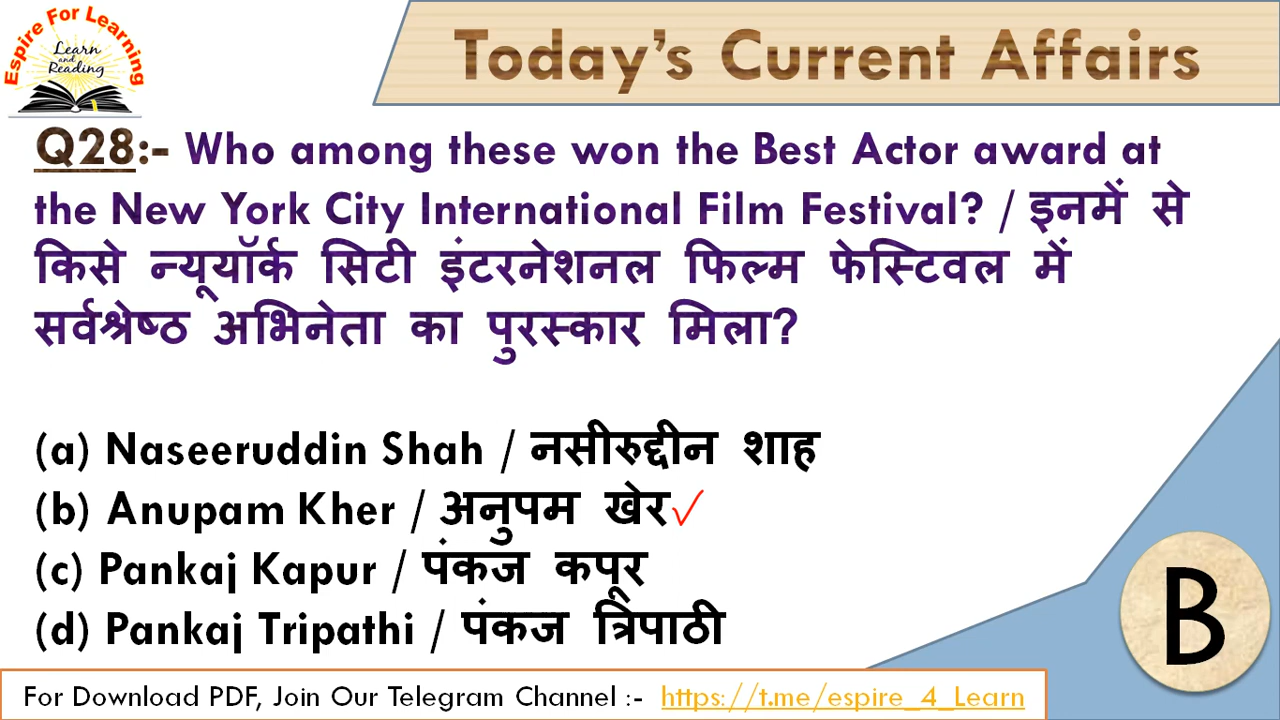 Espire For Learning
Learn
and
Reading
Today's Current Affairs
Q28:- Who among these won the Best Actor award at
the New York City International Film Festival? / इनमें से
किसे न्यूयॉर्क सिटी इंटरनेशनल फिल्म फेस्टिवल में
सर्वश्रेष्ठ अभिनेता का पुरस्कार मिला?
(a) Naseeruddin Shah / नसीरुद्दीन शाह
(b) Anupam Kher / अनुपम खेर✓
(c) Pankaj Kapur / पंकज कपूर
(d) Pankaj Tripathi / पंकज त्रिपाठी
B
For Download PDF, Join Our Telegram Channel :- https://t.me/espire_4_Learn